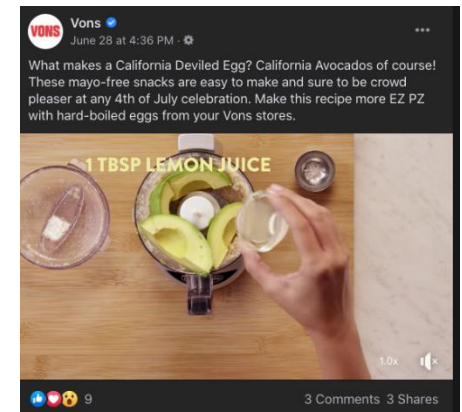 VONS
Vons
June 28 at 4:36 PM ·
What makes a California Deviled Egg? California Avocados of course!
These mayo-free snacks are easy to make and sure to be crowd
pleaser at any 4th of July celebration. Make this recipe more EZ PZ
with hard-boiled eggs from your Vons stores.
1 TBSP LEMON JUICE
1.0x
9
3 Comments 3 Shares